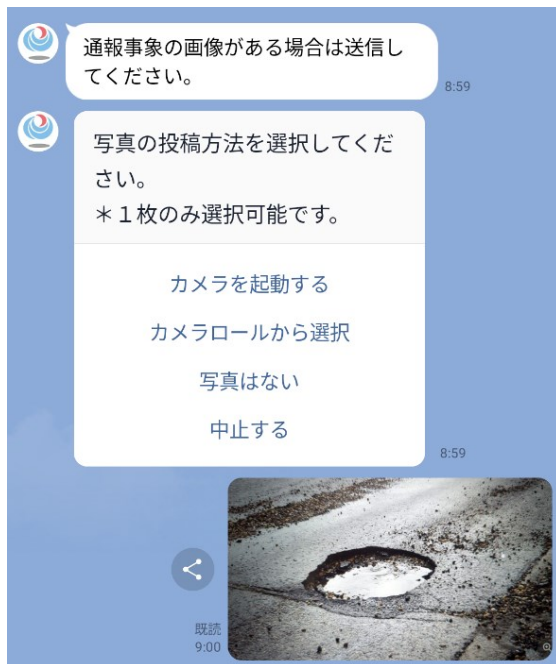 通報事象の画像がある場合は送信し
てください。
8:59
写真の投稿方法を選択してくだ
さい。
＊１枚のみ選択可能です。
カメラを起動する
カメラロールから選択
写真はない
中止する
8:59
既読
9:00